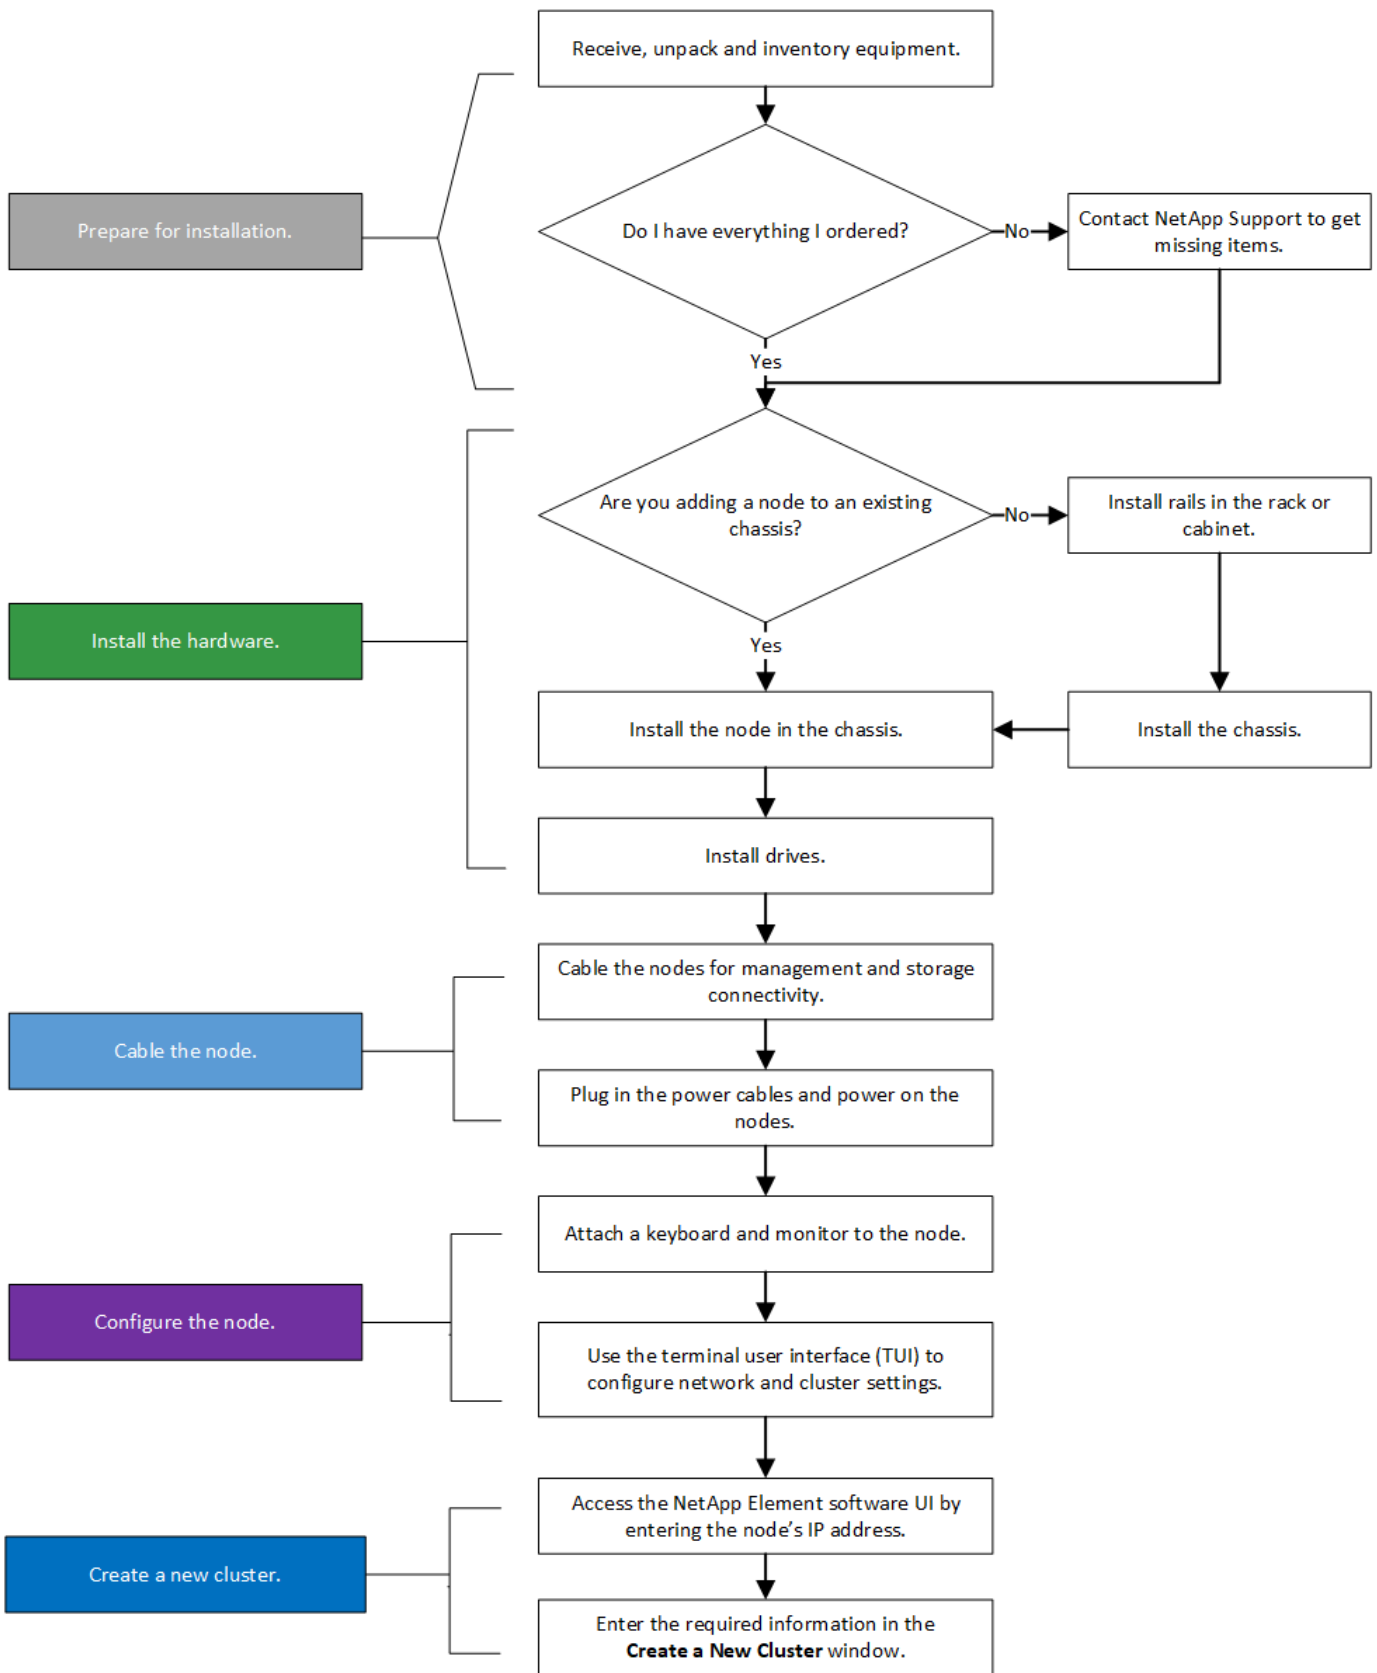 Receive, unpack and inventory equipment.
Prepare for installation.
Do I have everything I ordered?
No
Contact NetApp Support to get
missing items.
Yes
Are you adding a node to an existing
chassis?
No
Install rails in the rack or
cabinet.
Install the hardware.
Yes
Install the node in the chassis.
Install the chassis.
Install drives.
Cable the nodes for management and storage
connectivity.
Cable the node.
Plug in the power cables and power on the
nodes.
Attach a keyboard and monitor to the node.
Configure the node.
Use the terminal user interface (TUI) to
configure network and cluster settings.
Access the NetApp Element software UI by
entering the node’s IP address.
Create a new cluster.
Enter the required information in the
Create a New Cluster window.